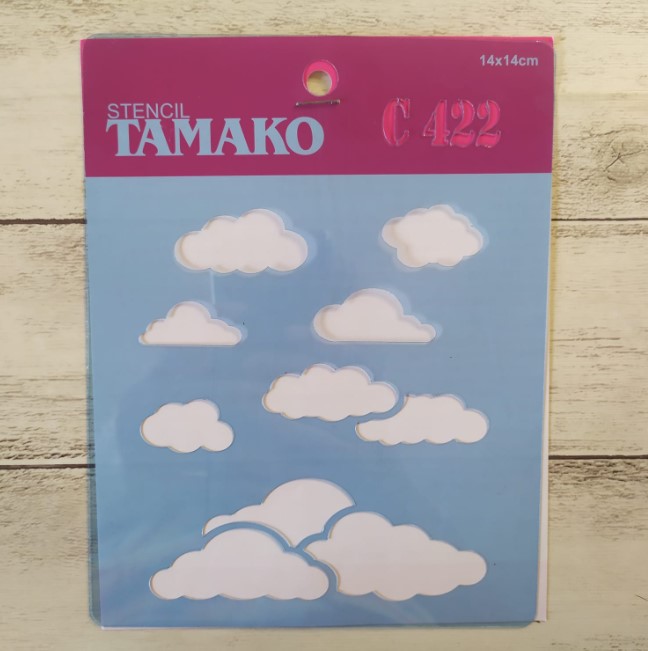 14x14cm
STENCIL
TAMAKO
C 422